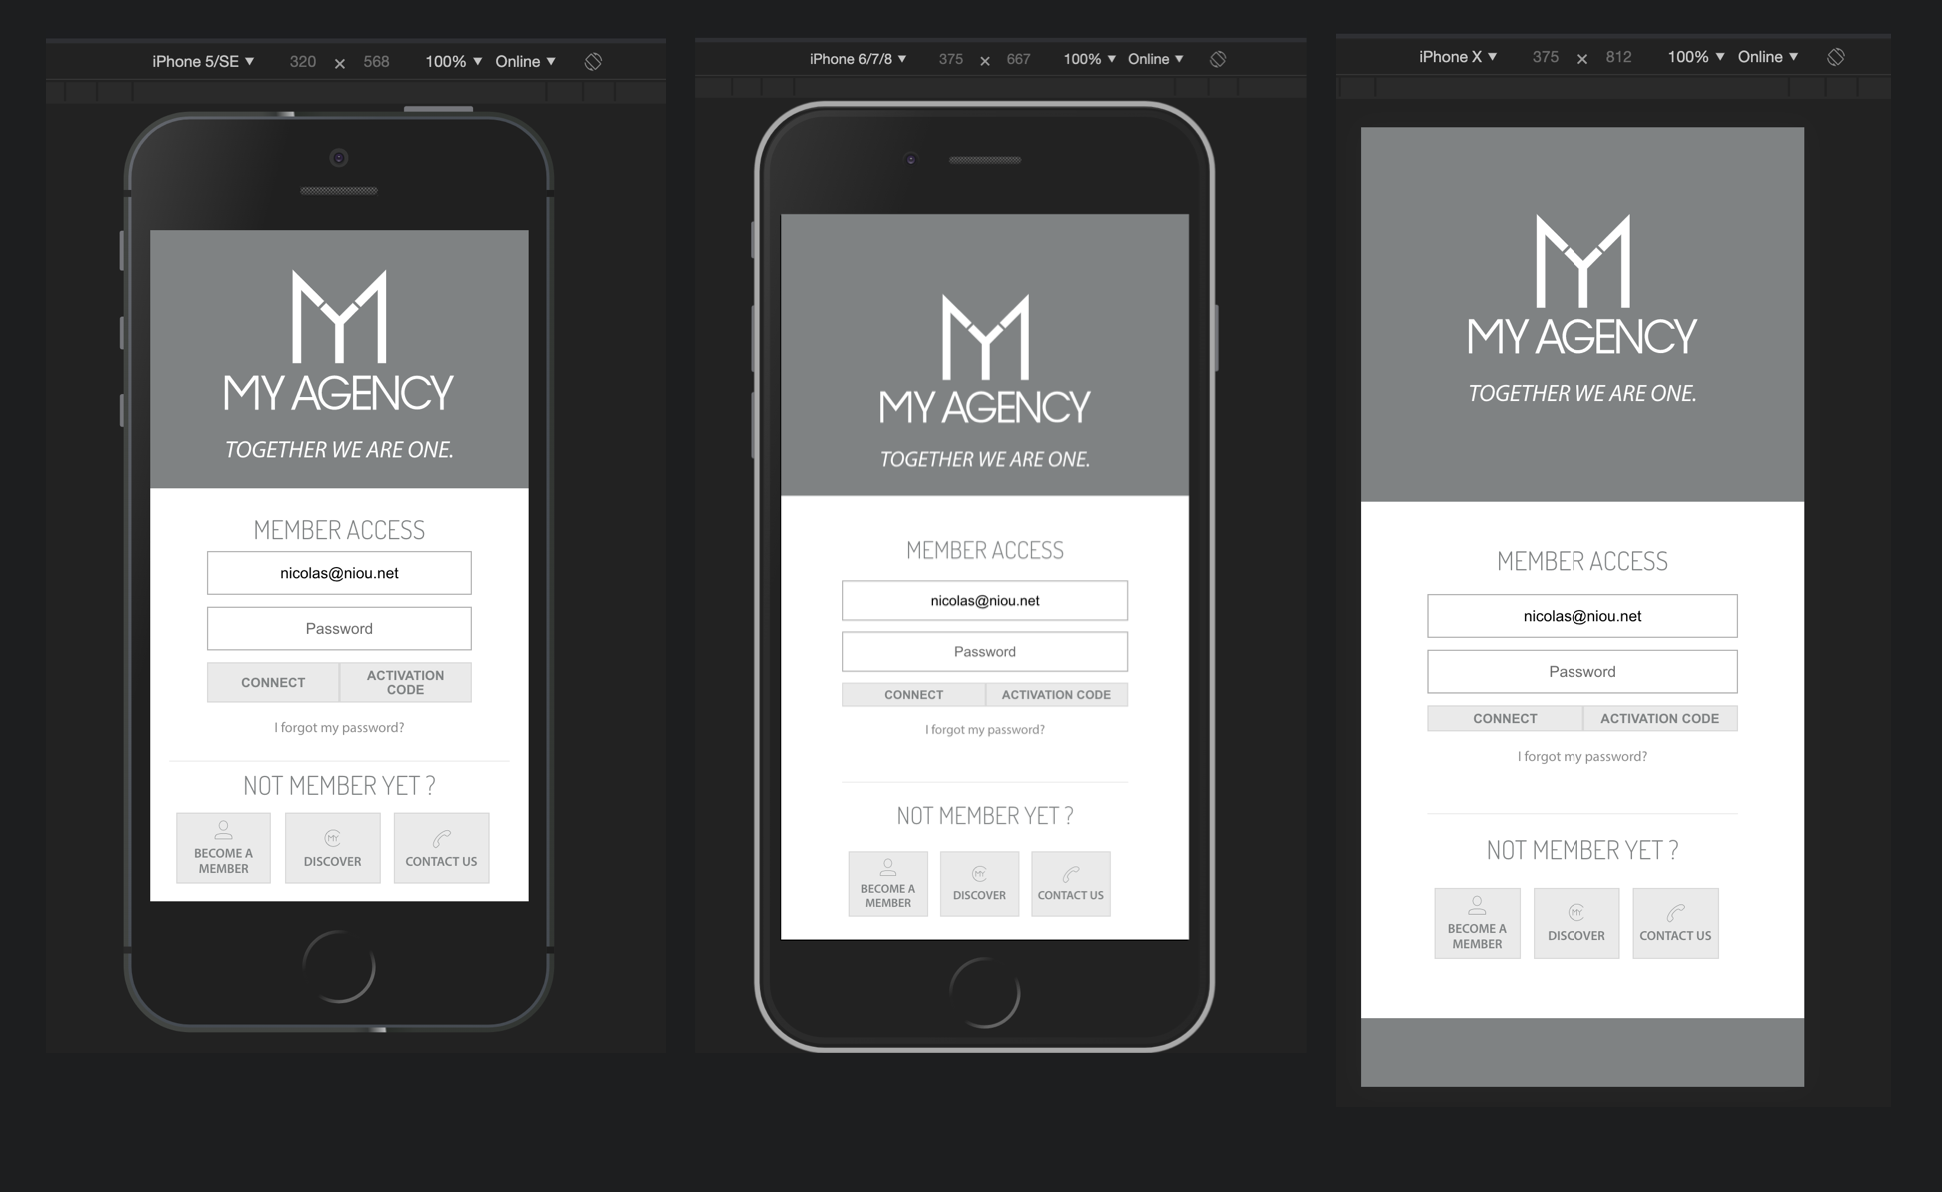 iPhone 5/SE ▼ 320 × 568 100% ▼ Online ▼
MY AGENCY
TOGETHER WE ARE ONE.
MEMBER ACCESS
nicolas@niou.net
Password
CONNECT
ACTIVATION
CODE
I forgot my password?
NOT MEMBER YET ?
BECOME A
MEMBER
MY
DISCOVER
CONTACT US
iPhone 6/7/8 ▼ 375 × 667 100% ▼ Online ▼
MY AGENCY
TOGETHER WE ARE ONE.
MEMBER ACCESS
nicolas@niou.net
Password
CONNECT
ACTIVATION CODE
I forgot my password?
NOT MEMBER YET ?
BECOME A
MEMBER
MY
DISCOVER
CONTACT US
iPhone X ▼ 375 × 812 100% ▼ Online ▼
MY AGENCY
TOGETHER WE ARE ONE.
MEMBER ACCESS
nicolas@niou.net
Password
CONNECT
ACTIVATION CODE
I forgot my password?
NOT MEMBER YET ?
BECOME A
MEMBER
MY
DISCOVER
CONTACT US